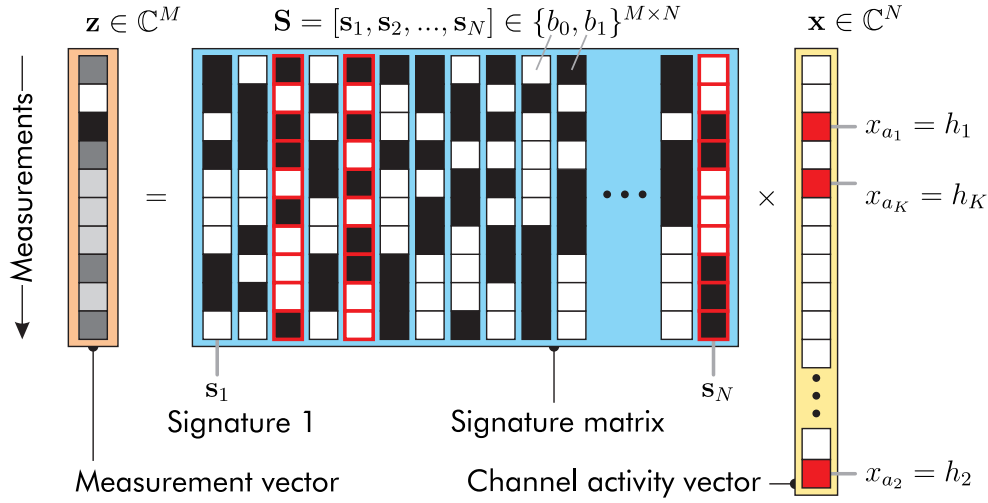 z ∈ ℂ^M
S = [s_1, s_2, ..., s_N] ∈ {b_0, b_1}^{M×N}
x ∈ ℂ^N
Measurements
=
×
x_{a_1} = h_1
x_{a_K} = h_K
s_1
s_N
Signature 1
Signature matrix
Measurement vector
Channel activity vector
x_{a_2} = h_2